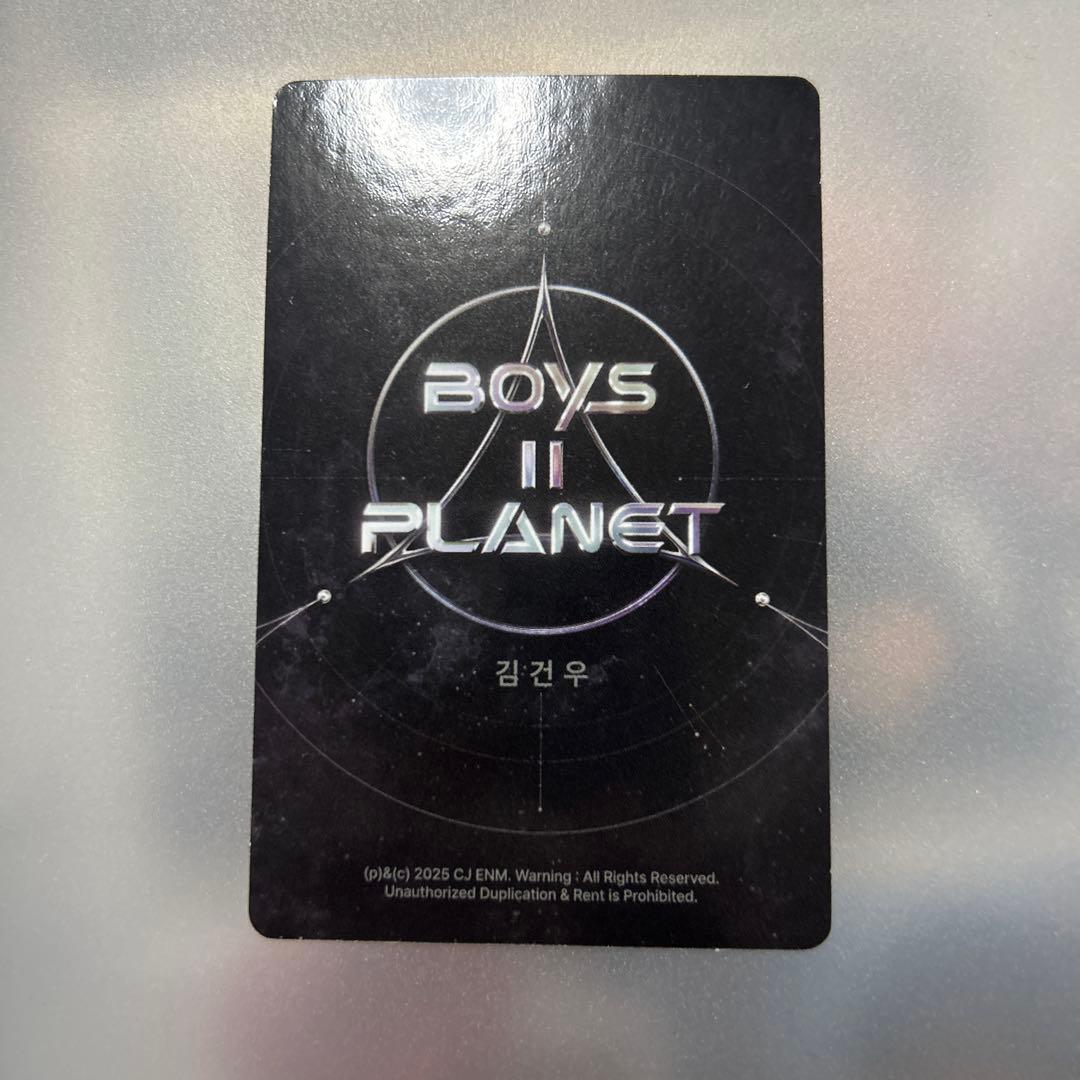 BOYS
II
PLANET
김건우
(p)&(c) 2025 CJ ENM. Warning : All Rights Reserved.
Unauthorized Duplication & Rent is Prohibited.